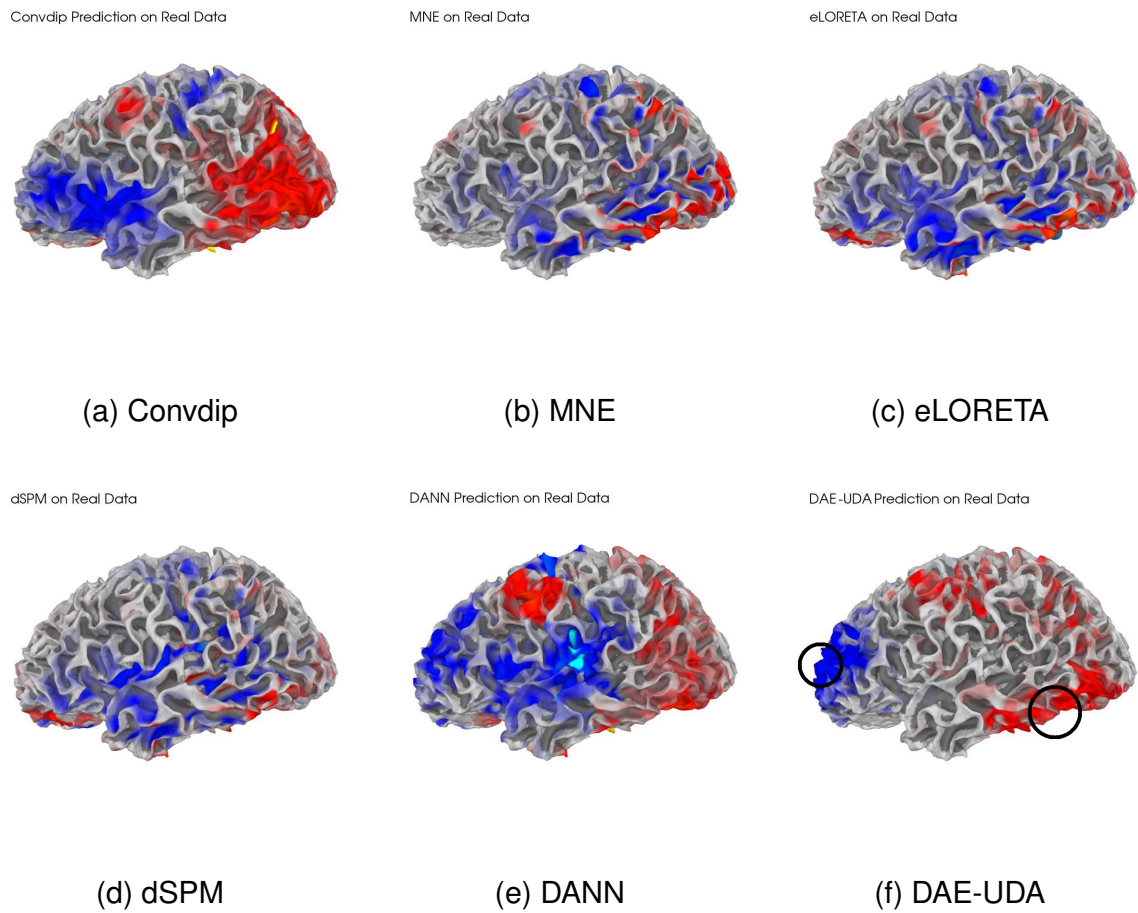 Convdip Prediction on Real Data
MNE on Real Data
eLORETA on Real Data
(a) Convdip
(b) MNE
(c) eLORETA
dSPM on Real Data
DANN Prediction on Real Data
DAE-UDA Prediction on Real Data
(d) dSPM
(e) DANN
(f) DAE-UDA